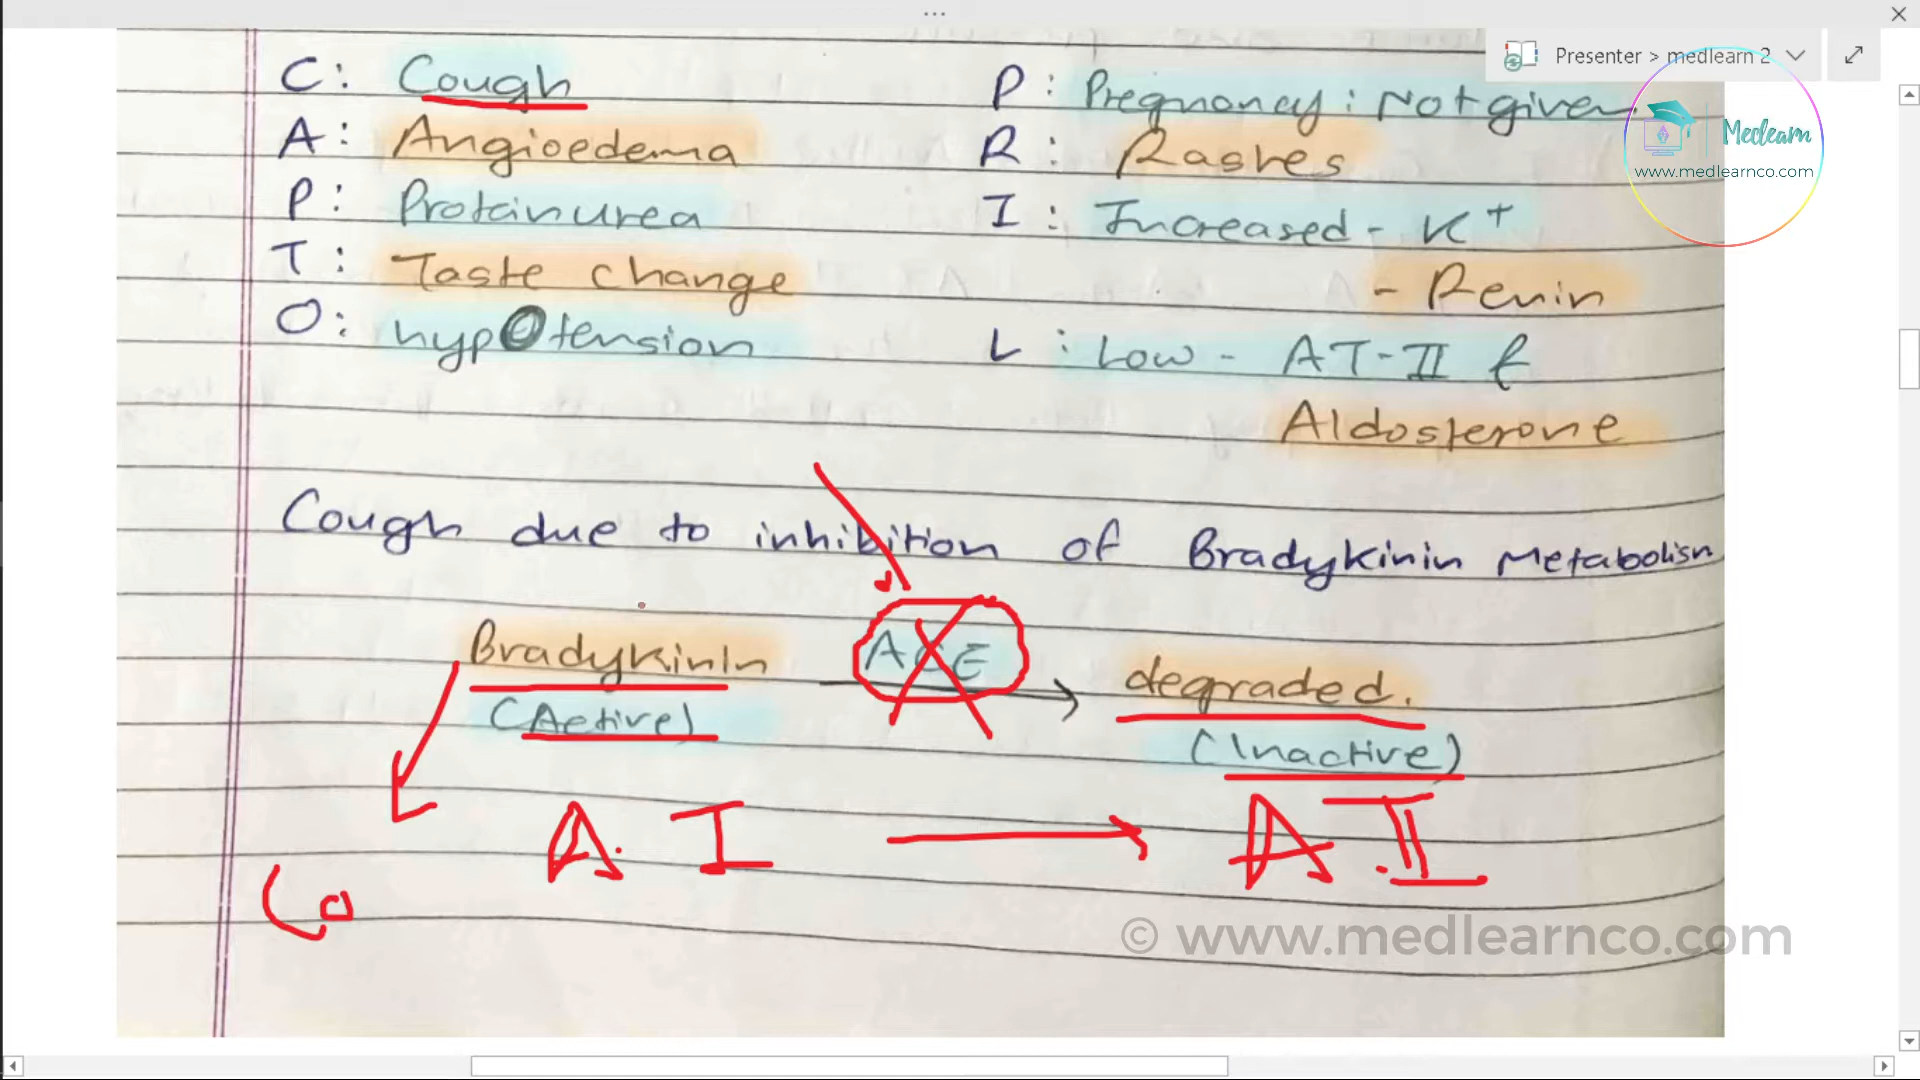 Presenter > medlearn 2
Medlearn
www.medlearnco.com
C: Cough
A: Angioedema
P: Proteinurea
T: Taste change
O: hypOtension
P: Pregnancy: Not given
R: Rashes
I: Increased - K+
- Renin
L: Low - AT-II &
Aldosterone
Cough due to inhibition of Bradykinin Metabolism
Bradykinin ACE degraded.
(Active) (Inactive)
A. I A.II
Co
© www.medlearnco.com